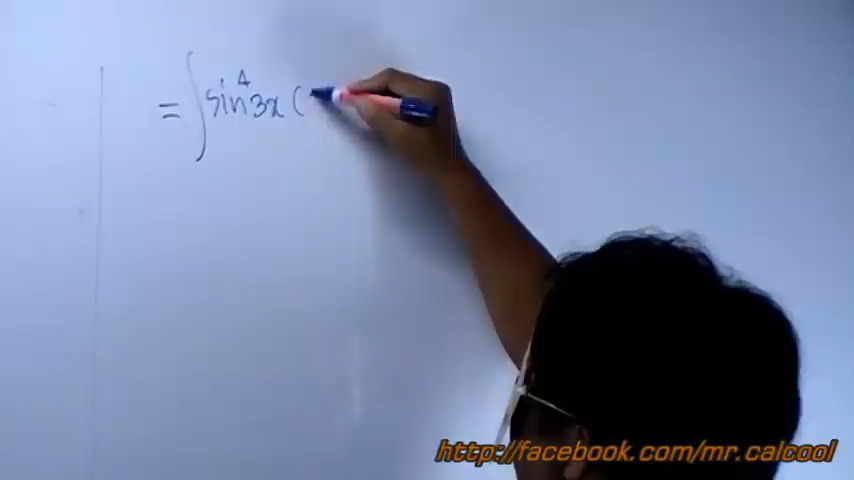 = ∫ sin⁴3x (
http://facebook.com/mr.calcool